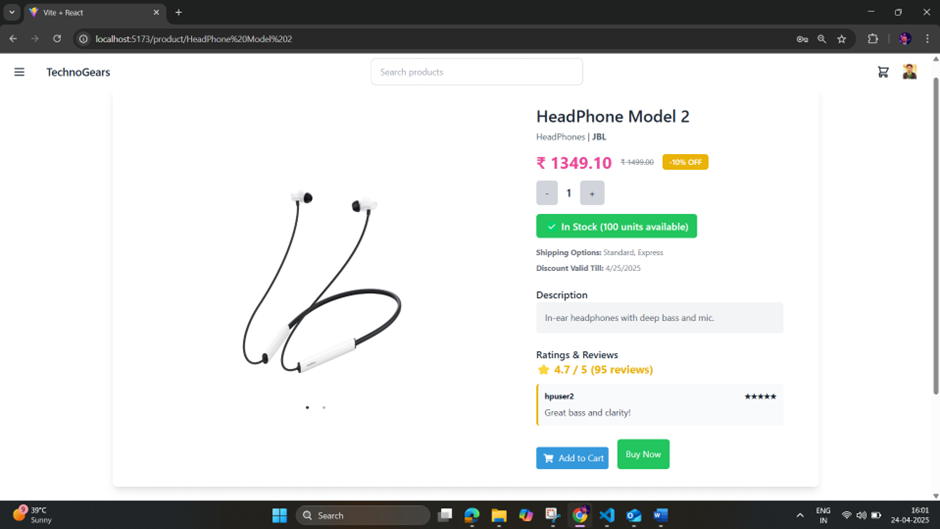 Vite + React
localhost:5173/product/HeadPhone%20Model%202
TechnoGears
Search products
HeadPhone Model 2
HeadPhones | JBL
₹ 1349.10 ₹ 1499.00 -10% OFF
- 1 +
In Stock (100 units available)
Shipping Options: Standard, Express
Discount Valid Till: 4/25/2025
Description
In-ear headphones with deep bass and mic.
Ratings & Reviews
4.7 / 5 (95 reviews)
hpuser2 ★★★★★
Great bass and clarity!
Add to Cart Buy Now
39°C
Sunny
Search
ENG
IN
16:01
24-04-2025